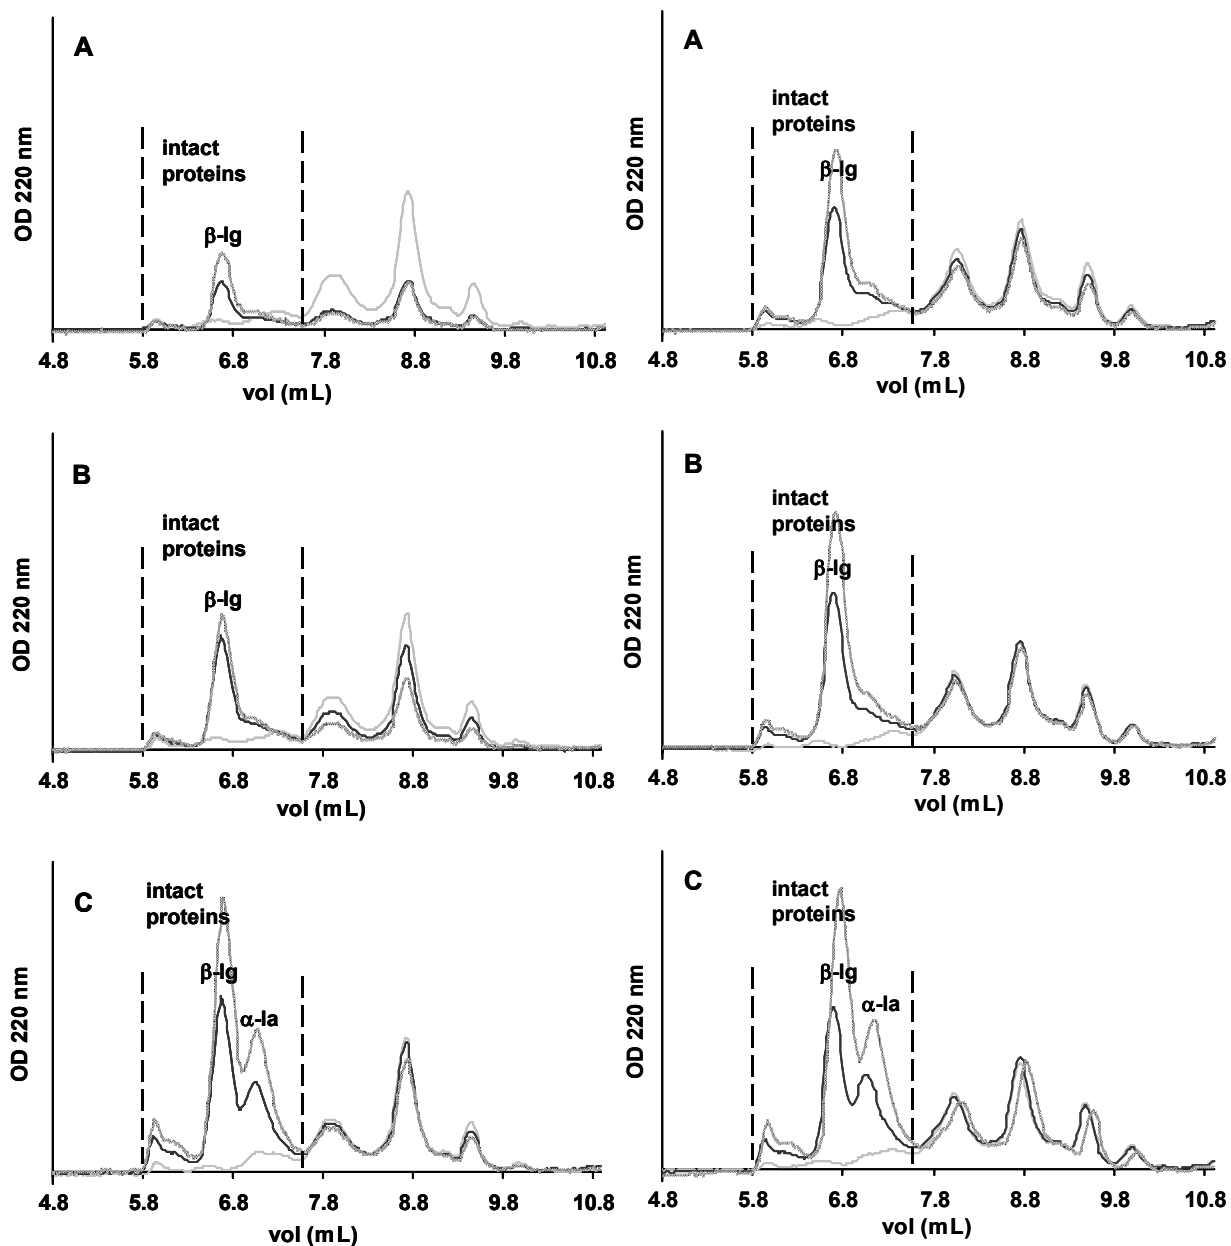 A
intact
proteins
β-lg
OD 220 nm
4.8 5.8 6.8 7.8 8.8 9.8 10.8
vol (mL)
A
intact
proteins
β-lg
OD 220 nm
4.8 5.8 6.8 7.8 8.8 9.8 10.8
vol (mL)
B
intact
proteins
β-lg
OD 220 nm
4.8 5.8 6.8 7.8 8.8 9.8 10.8
vol (mL)
B
intact
proteins
β-lg
OD 220 nm
4.8 5.8 6.8 7.8 8.8 9.8 10.8
vol (mL)
C
intact
proteins
β-lg
α-la
OD 220 nm
4.8 5.8 6.8 7.8 8.8 9.8 10.8
vol (mL)
C
intact
proteins
β-lg
α-la
OD 220 nm
4.8 5.8 6.8 7.8 8.8 9.8 10.8
vol (mL)